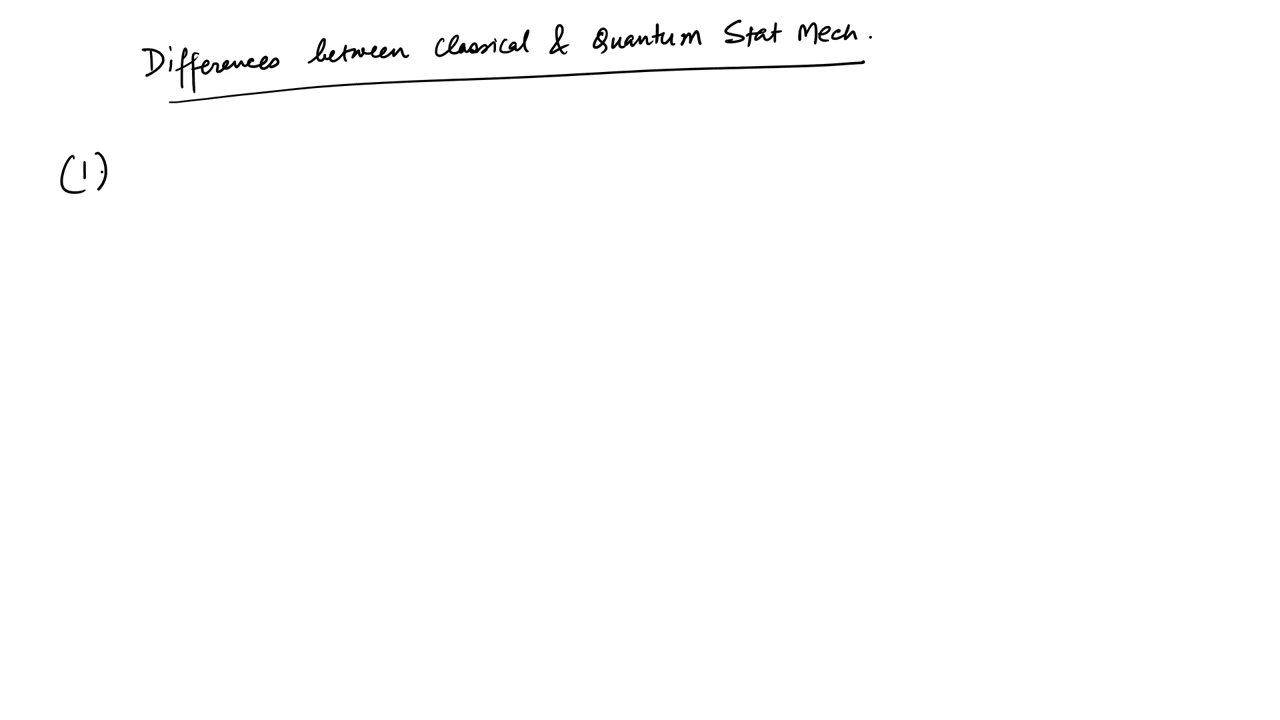 Differences between Classical & Quantum Stat Mech.
(1)